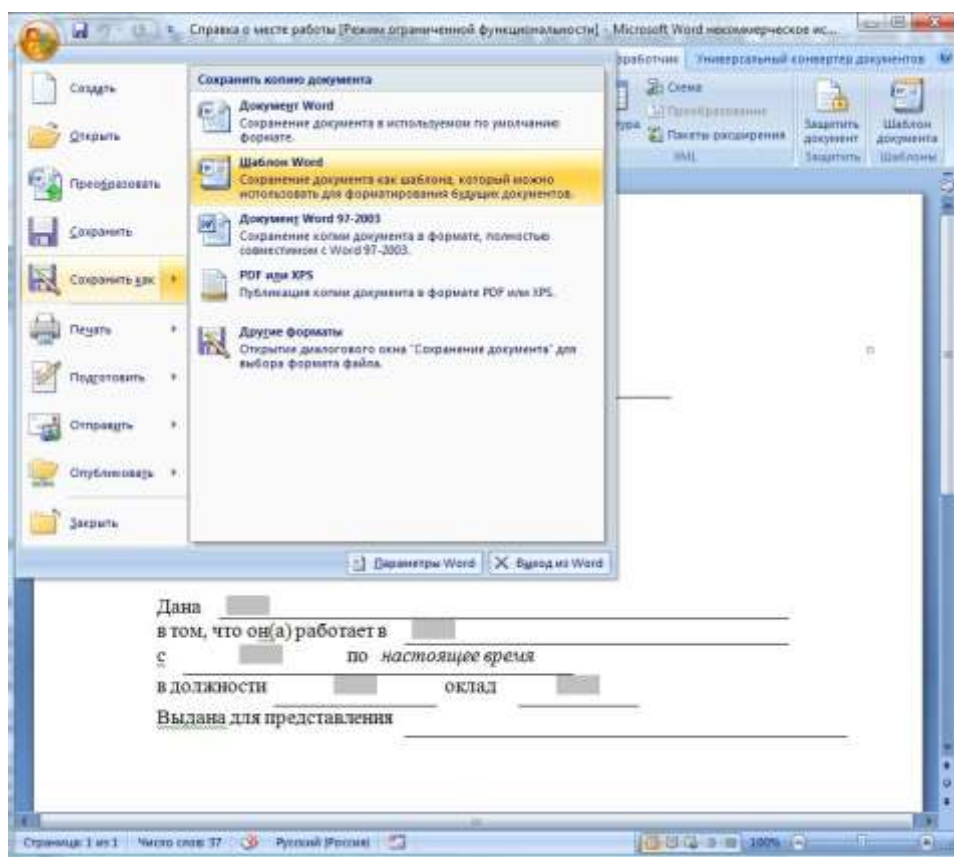 Справка о месте работы [Режим ограниченной функциональности] - Microsoft Word некоммерческое ис...
Универсальный конвертер документов
Создать
Открыть
Преобразовать
Сохранить
Сохранить как
Печать
Подготовить
Отправить
Опубликовать
Закрыть
Сохранить копию документа
Документ Word
Сохранение документа в используемом по умолчанию
формате.
Шаблон Word
Сохранение документа как шаблона, который можно
использовать для форматирования будущих документов.
Документ Word 97-2003
Сохранение копии документа в формате, полностью
совместимом с Word 97-2003.
PDF или XPS
Публикация копии документа в формате PDF или XPS.
Другие форматы
Открытие диалогового окна "Сохранение документа" для
выбора формата файла.
Параметры Word
Выход из Word
Схема
Преобразование
Пакеты расширения
XML
Защитить
документ
Защитить
Шаблон
документа
Шаблоны
Дана
в том, что он(а) работает в
с по настоящее время
в должности оклад
Выдана для представления
Страница: 1 из 1 Число слов: 37 Русский (Россия) 100%